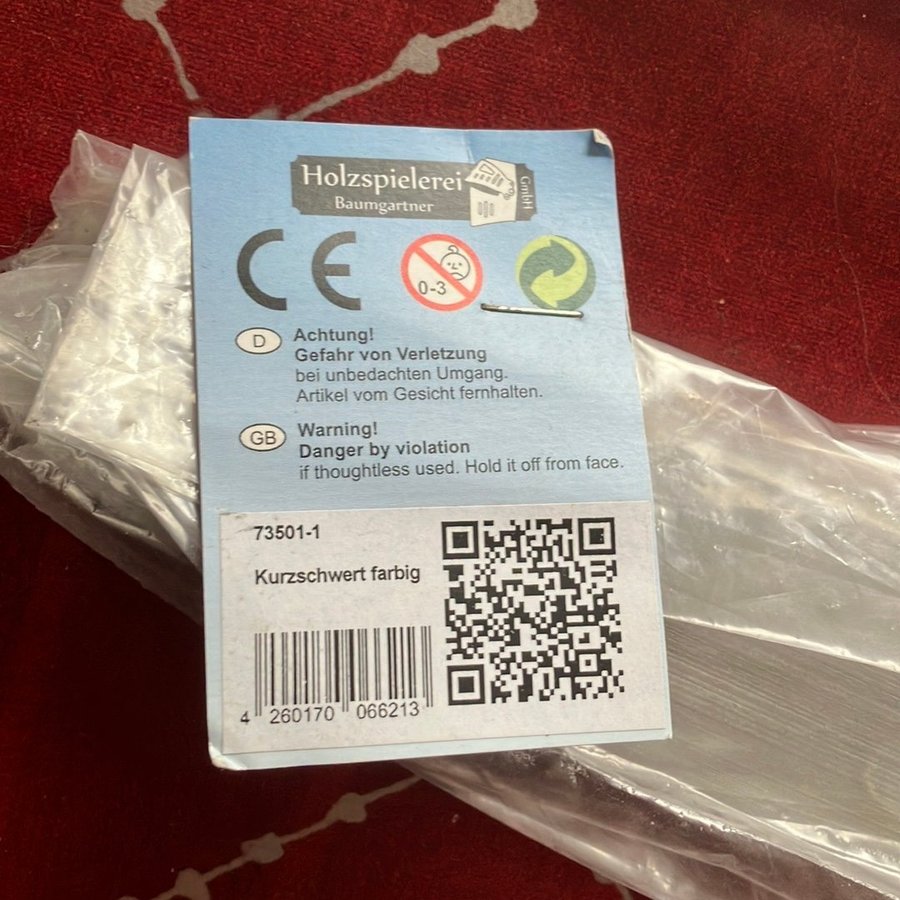 Holzspielerei
Baumgartner
GmbH
CE
0-3
D
Achtung!
Gefahr von Verletzung
bei unbedachten Umgang.
Artikel vom Gesicht fernhalten.
GB
Warning!
Danger by violation
if thoughtless used. Hold it off from face.
73501-1
Kurzschwert farbig
4 260170 066213